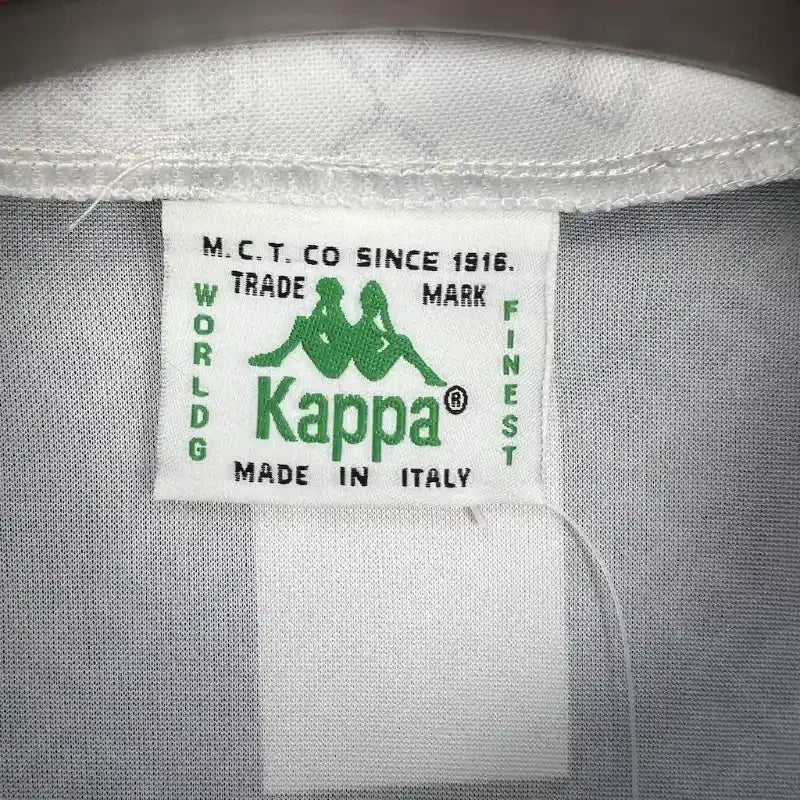 M.C.T. CO SINCE 1916.
TRADE MARK
WORLDG
FINEST
Kappa®
MADE IN ITALY